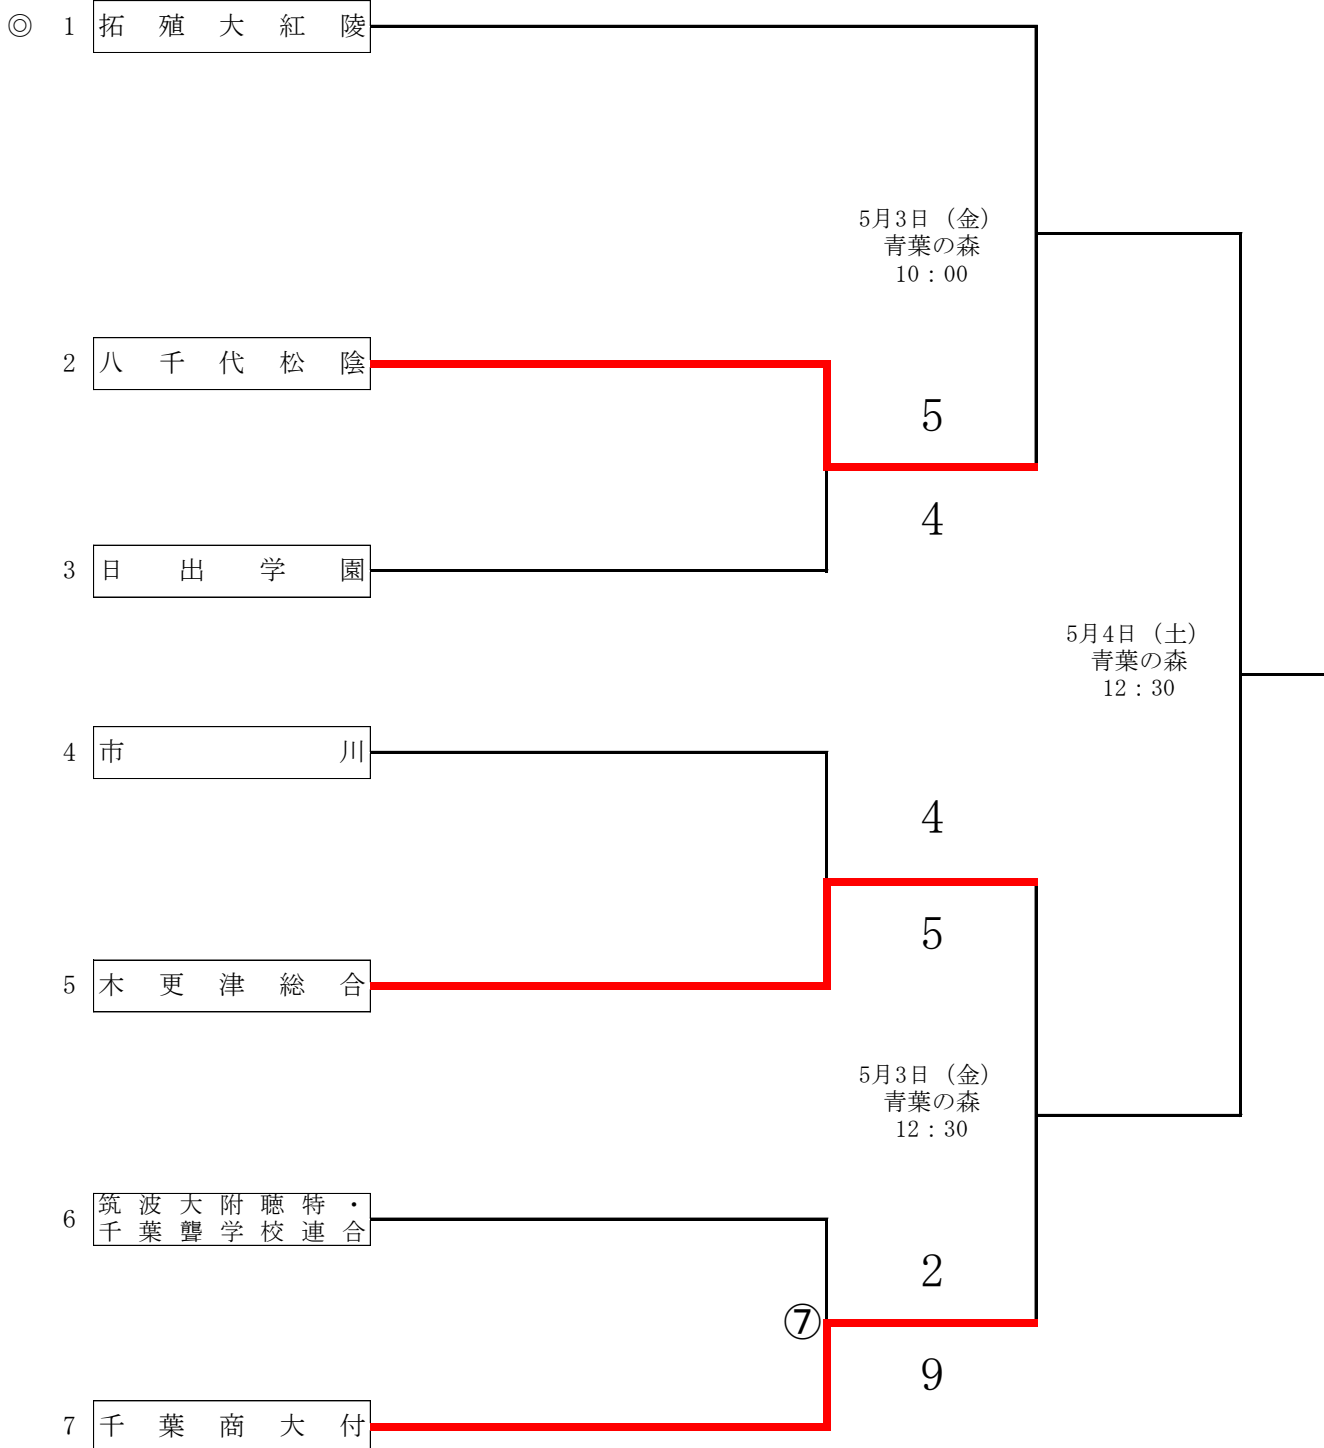 ◎ 1 拓殖大紅陵
5月3日（金）
青葉の森
10：00
2 八千代松陰
5
4
3 日出学園
5月4日（土）
青葉の森
12：30
4 市川
4
5
5 木更津総合
5月3日（金）
青葉の森
12：30
6 筑波大附聴特・
千葉聾学校連合
2
⑦
9
7 千葉商大付